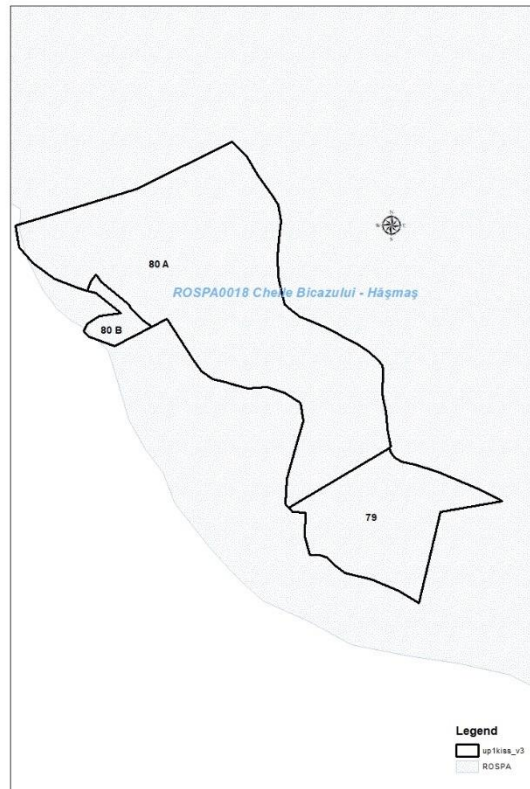 80 A
ROSPA0018 Cheile Bicazului - Hășmaș
80 B
79
Legend
up1kiss_v3
ROSPA